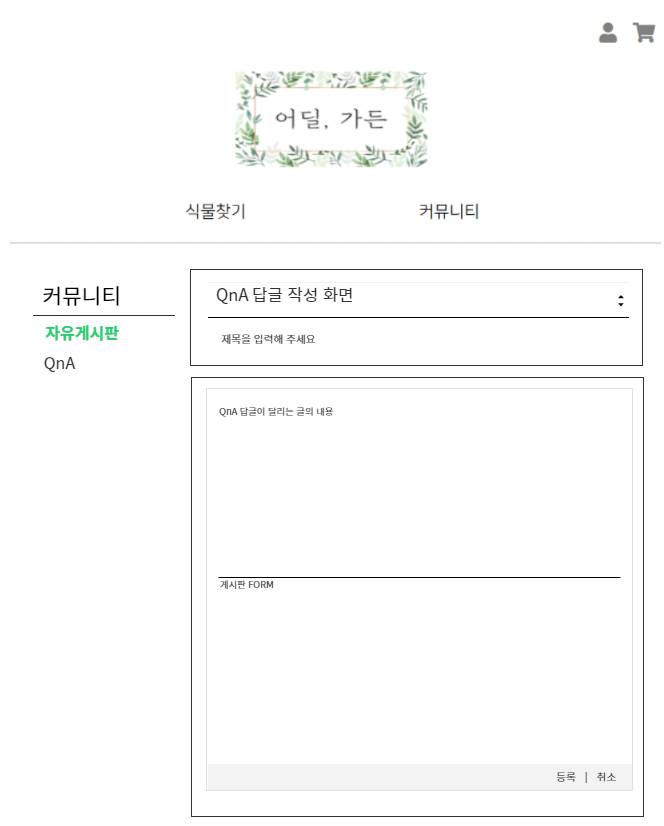 어딜, 가든
식물찾기
커뮤니티
커뮤니티
자유게시판
QnA
QnA 답글 작성 화면
제목을 입력해 주세요
QnA 답글이 달리는 글의 내용
게시판 FORM
등록 | 취소